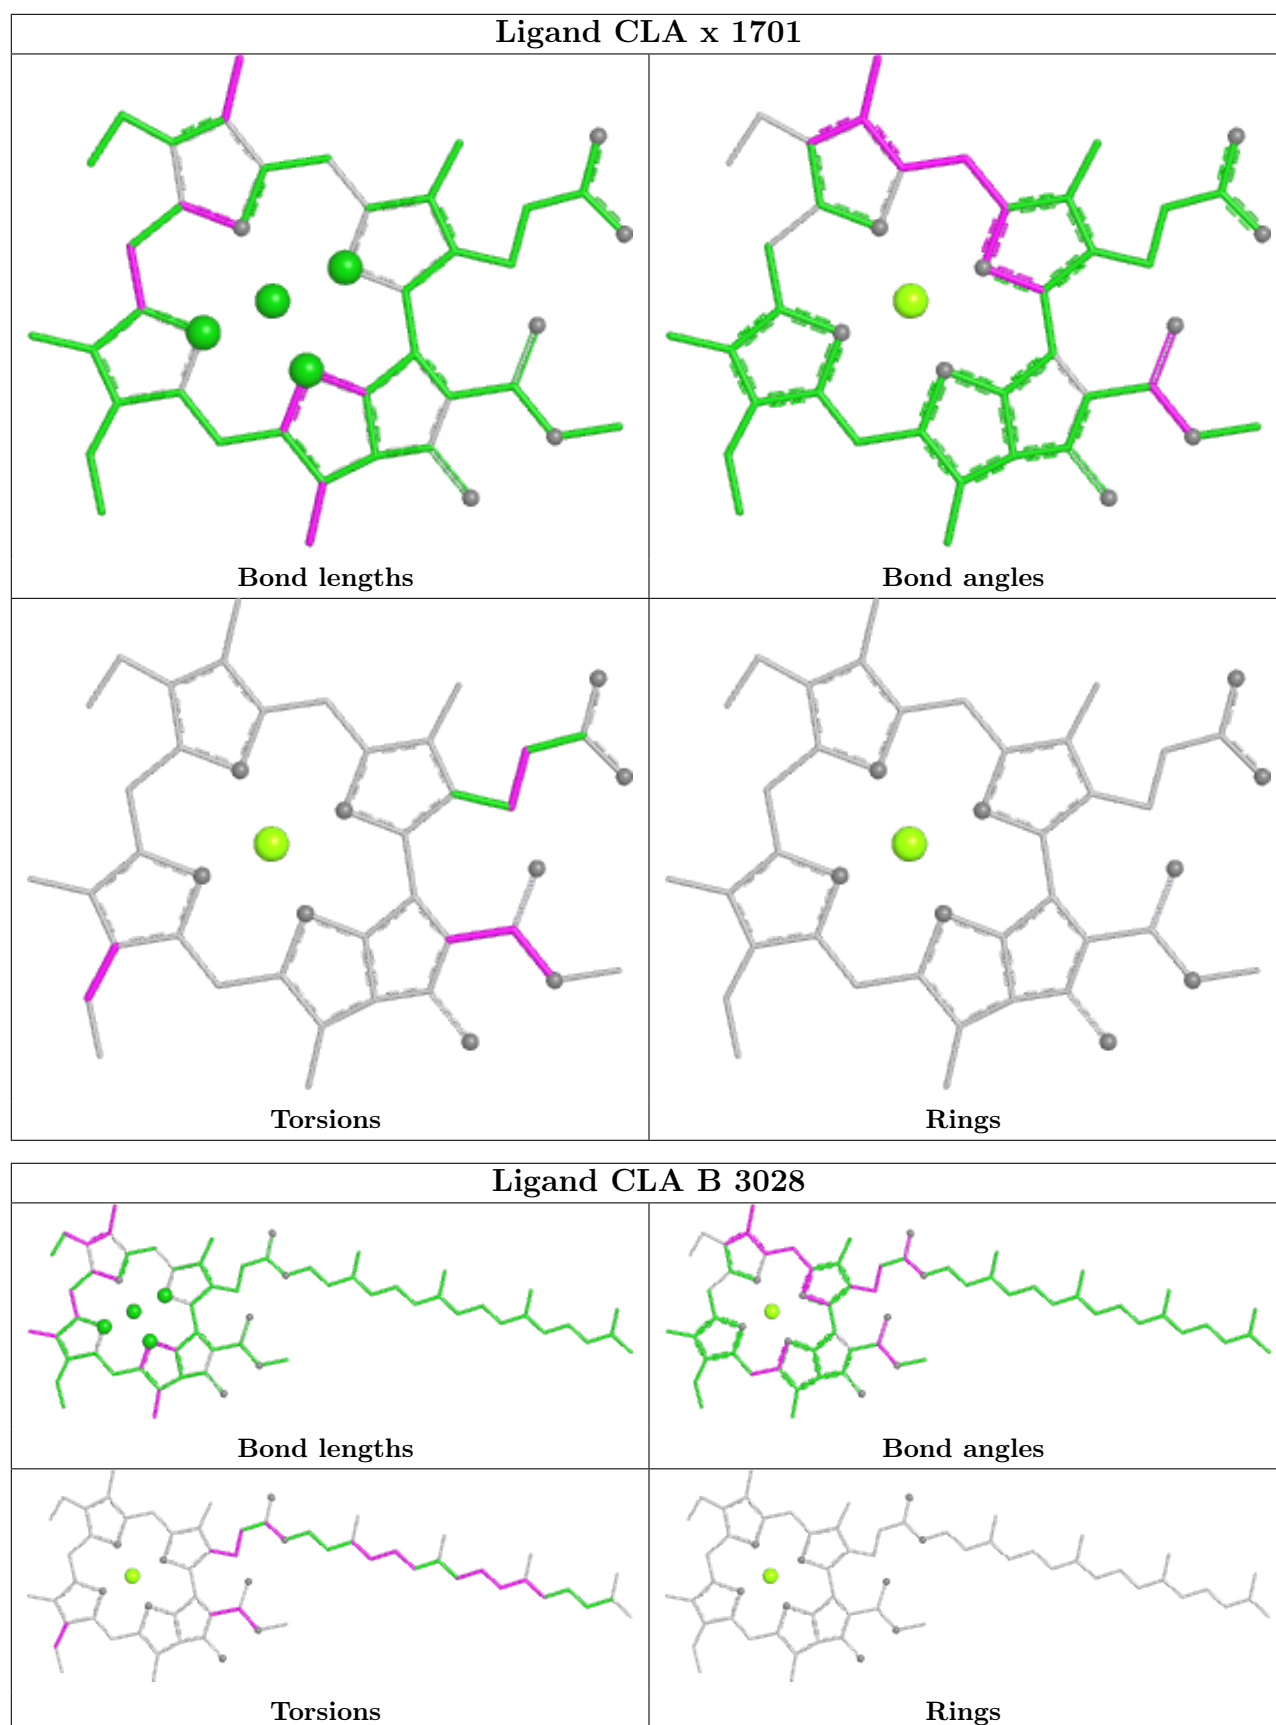 Ligand CLA x 1701
Bond lengths
Bond angles
Torsions
Rings
Ligand CLA B 3028
Bond lengths
Bond angles
Torsions
Rings